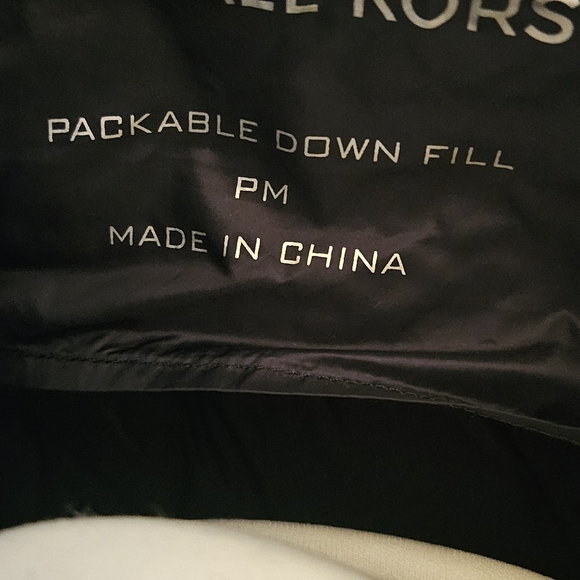 KORS
PACKABLE DOWN FILL
PM
MADE IN CHINA